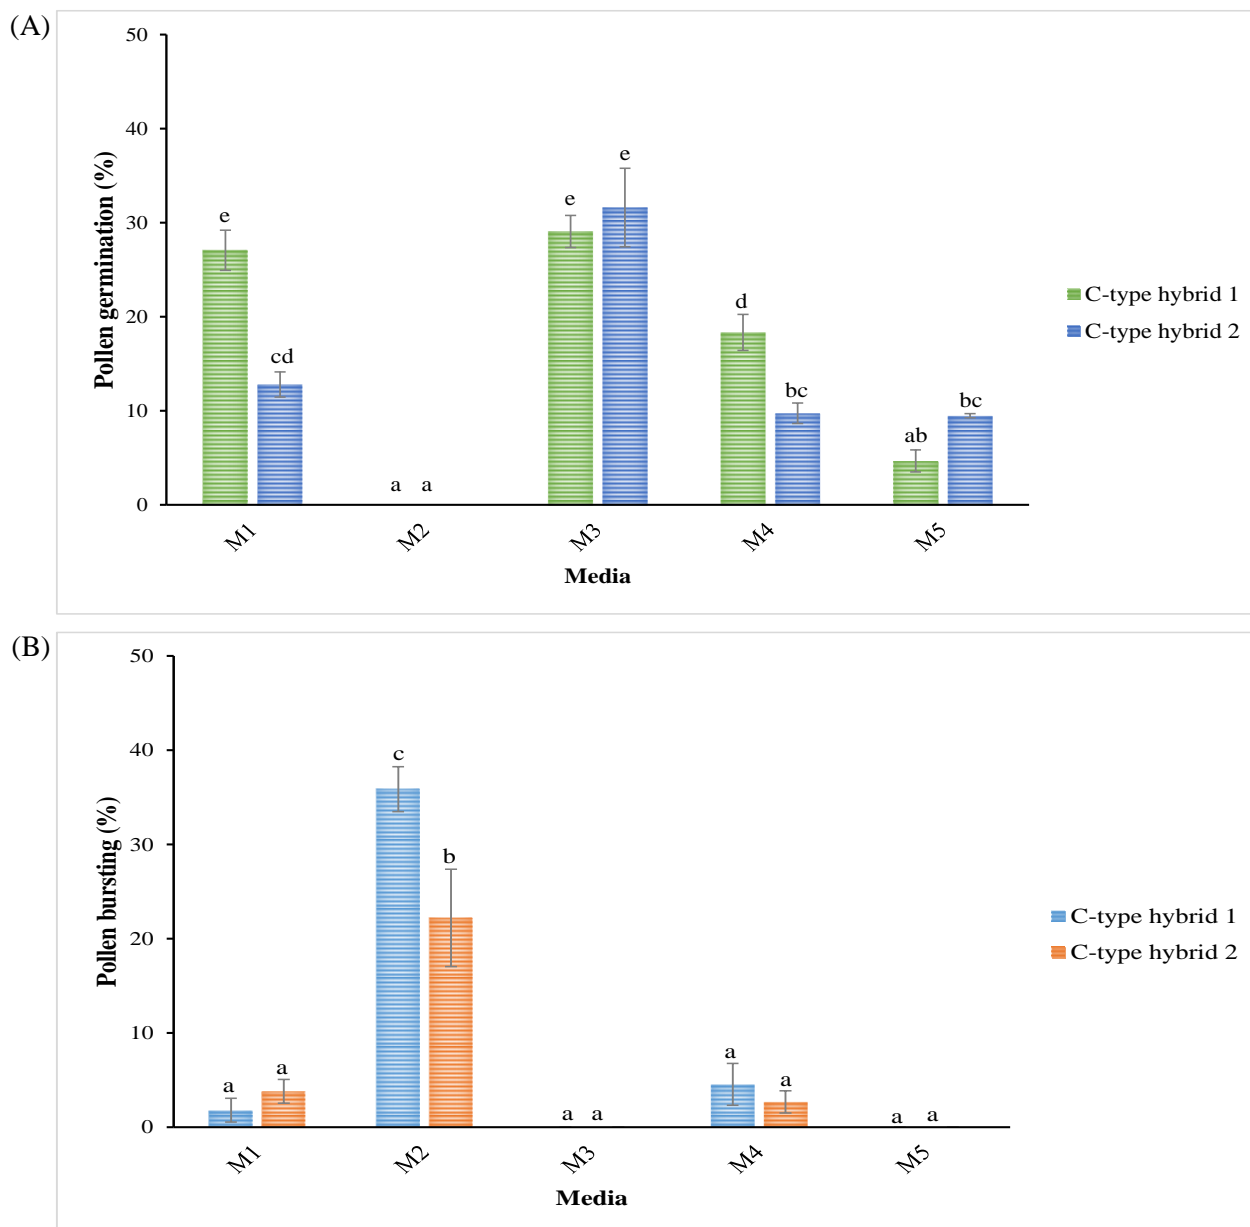 (A)
50
40
30
20
10
0
Pollen germination (%)
e
cd
a a
e
e
d
bc
ab
bc
M1 M2 M3 M4 M5
Media
C-type hybrid 1
C-type hybrid 2
(B)
50
40
30
20
10
0
Pollen bursting (%)
a
a
c
b
a a
a
a
a a
M1 M2 M3 M4 M5
Media
C-type hybrid 1
C-type hybrid 2